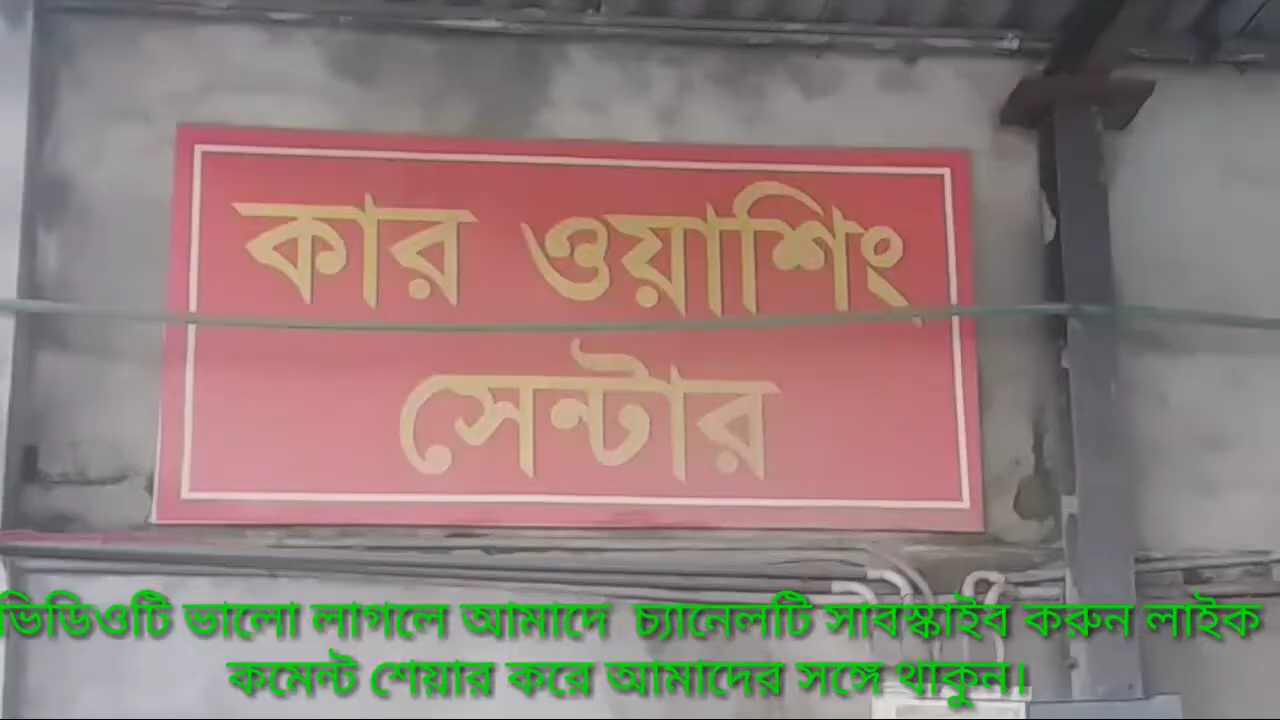 কার ওয়াশিং
সেন্টার
ভিডিওটি ভালো লাগলে আমাদে চ্যানেলটি সাবস্ক্রাইব করুন লাইক
কমেন্ট শেয়ার করে আমাদের সঙ্গে থাকুন।